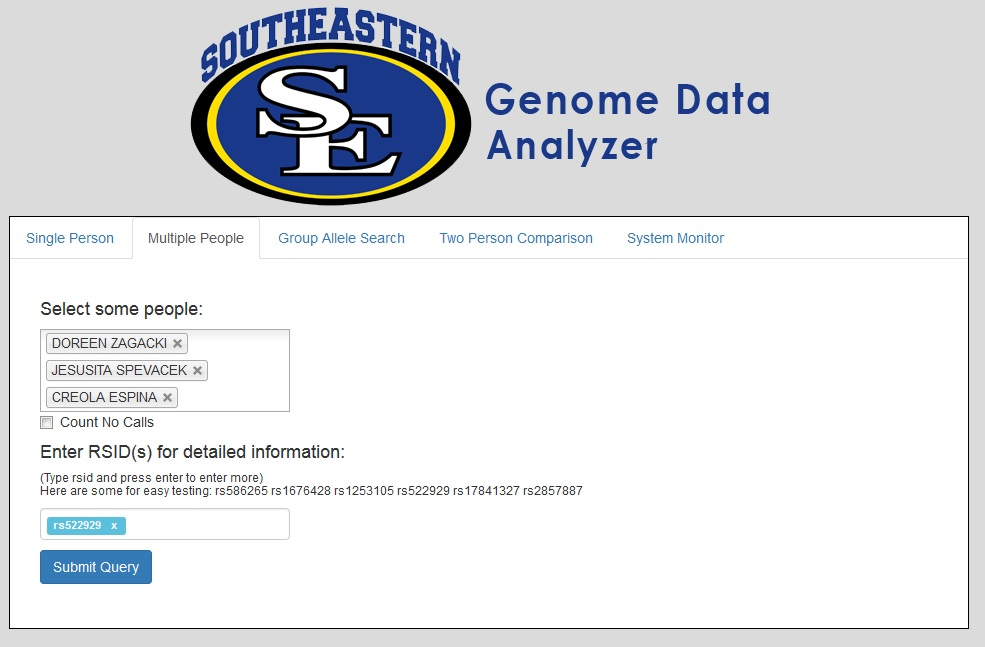 SOUTHEASTERN
SE
Genome Data
Analyzer
Single Person Multiple People Group Allele Search Two Person Comparison System Monitor
Select some people:
DOREEN ZAGACKI ×
JESUSITA SPEVACEK ×
CREOLA ESPINA ×
Count No Calls
Enter RSID(s) for detailed information:
(Type rsid and press enter to enter more)
Here are some for easy testing: rs586265 rs1676428 rs1253105 rs522929 rs17841327 rs2857887
rs522929 x
Submit Query